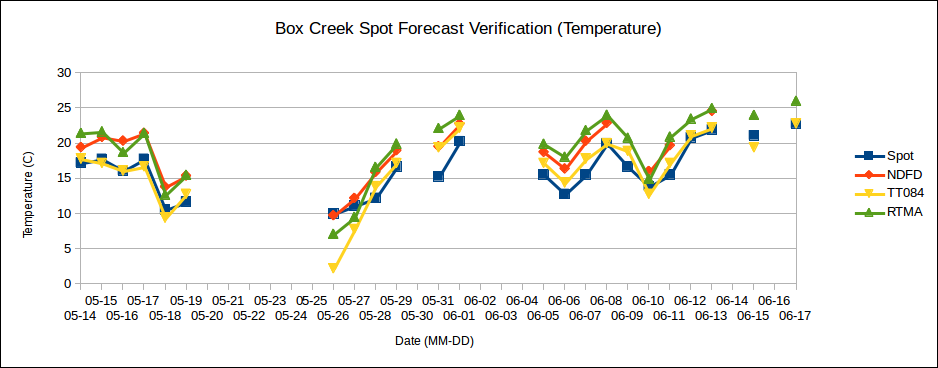 Box Creek Spot Forecast Verification (Temperature)
30
25
20
15
10
5
0
Temperature (C)
Spot
NDFD
TT084
RTMA
05-15 05-17 05-19 05-21 05-23 05-25 05-27 05-29 05-31 06-02 06-04 06-06 06-08 06-10 06-12 06-14 06-16
05-14 05-16 05-18 05-20 05-22 05-24 05-26 05-28 05-30 06-01 06-03 06-05 06-07 06-09 06-11 06-13 06-15 06-17
Date (MM-DD)